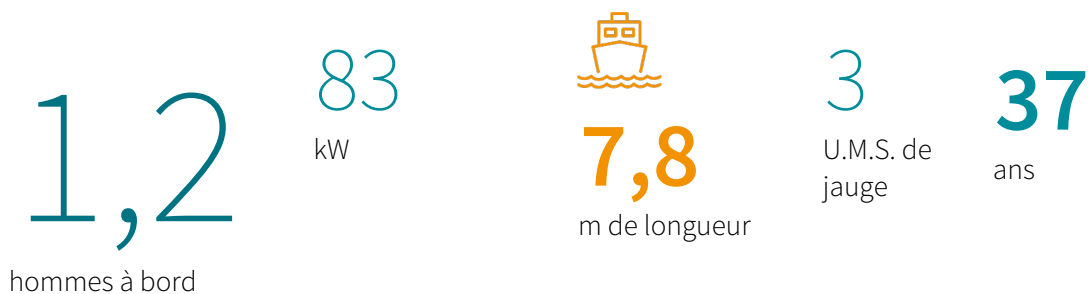 1,2
hommes à bord
83
kW
7,8
m de longueur
3
U.M.S. de
jauge
37
ans